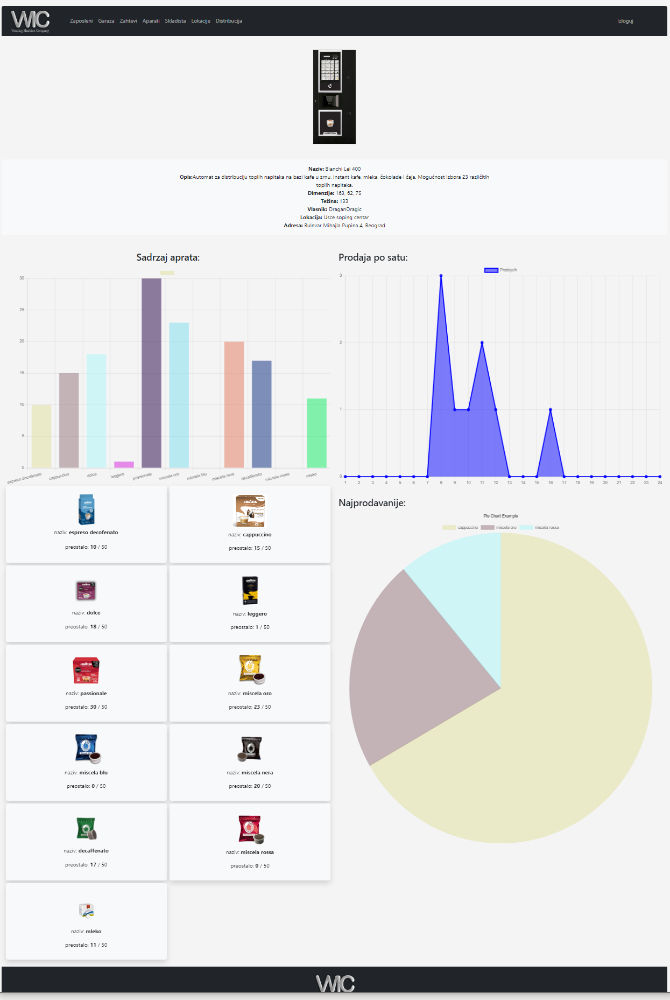 WIC
Vending Machine Company
Zaposleni Garaza Zahtevi Aparati Skladista Lokacije Distribucija
Izloguj
Naziv: Bianchi Lei 400
Opis:Automat za distribuciju toplih napitaka na bazi kafe u zrnu, instant kafe, mleka, čokolade i čaja. Mogućnost izbora 23 različitih
toplih napitaka.
Dimenzije: 163, 62, 75
Težina: 133
Vlasnik: DraganDragic
Lokacija: Usce soping centar
Adresa: Bulevar Mihajla Pupina 4, Beograd
Sadrzaj aprata:
30
25
20
15
10
5
0
espreso decofenato cappuccino dolce leggero passionale miscela oro miscela blu miscela nera decaffenato miscela rossa mleko
naziv: espreso decofenato
preostalo: 10 / 50
LAVAZZA
naziv: cappuccino
preostalo: 15 / 50
naziv: dolce
preostalo: 18 / 50
LAVAZZA
naziv: leggero
preostalo: 1 / 50
LAVAZZA
naziv: passionale
preostalo: 30 / 50
naziv: miscela oro
preostalo: 23 / 50
naziv: miscela blu
preostalo: 0 / 50
naziv: miscela nera
preostalo: 20 / 50
naziv: decaffenato
preostalo: 17 / 50
naziv: miscela rossa
preostalo: 0 / 50
naziv: mleko
preostalo: 11 / 50
Prodaja po satu:
Prodaja/h
3
2
1
0
1 2 3 4 5 6 7 8 9 10 11 12 13 14 15 16 17 18 19 20 21 22 23 24
Najprodavanije:
Pie Chart Example
cappuccino miscela oro miscela rossa
WIC